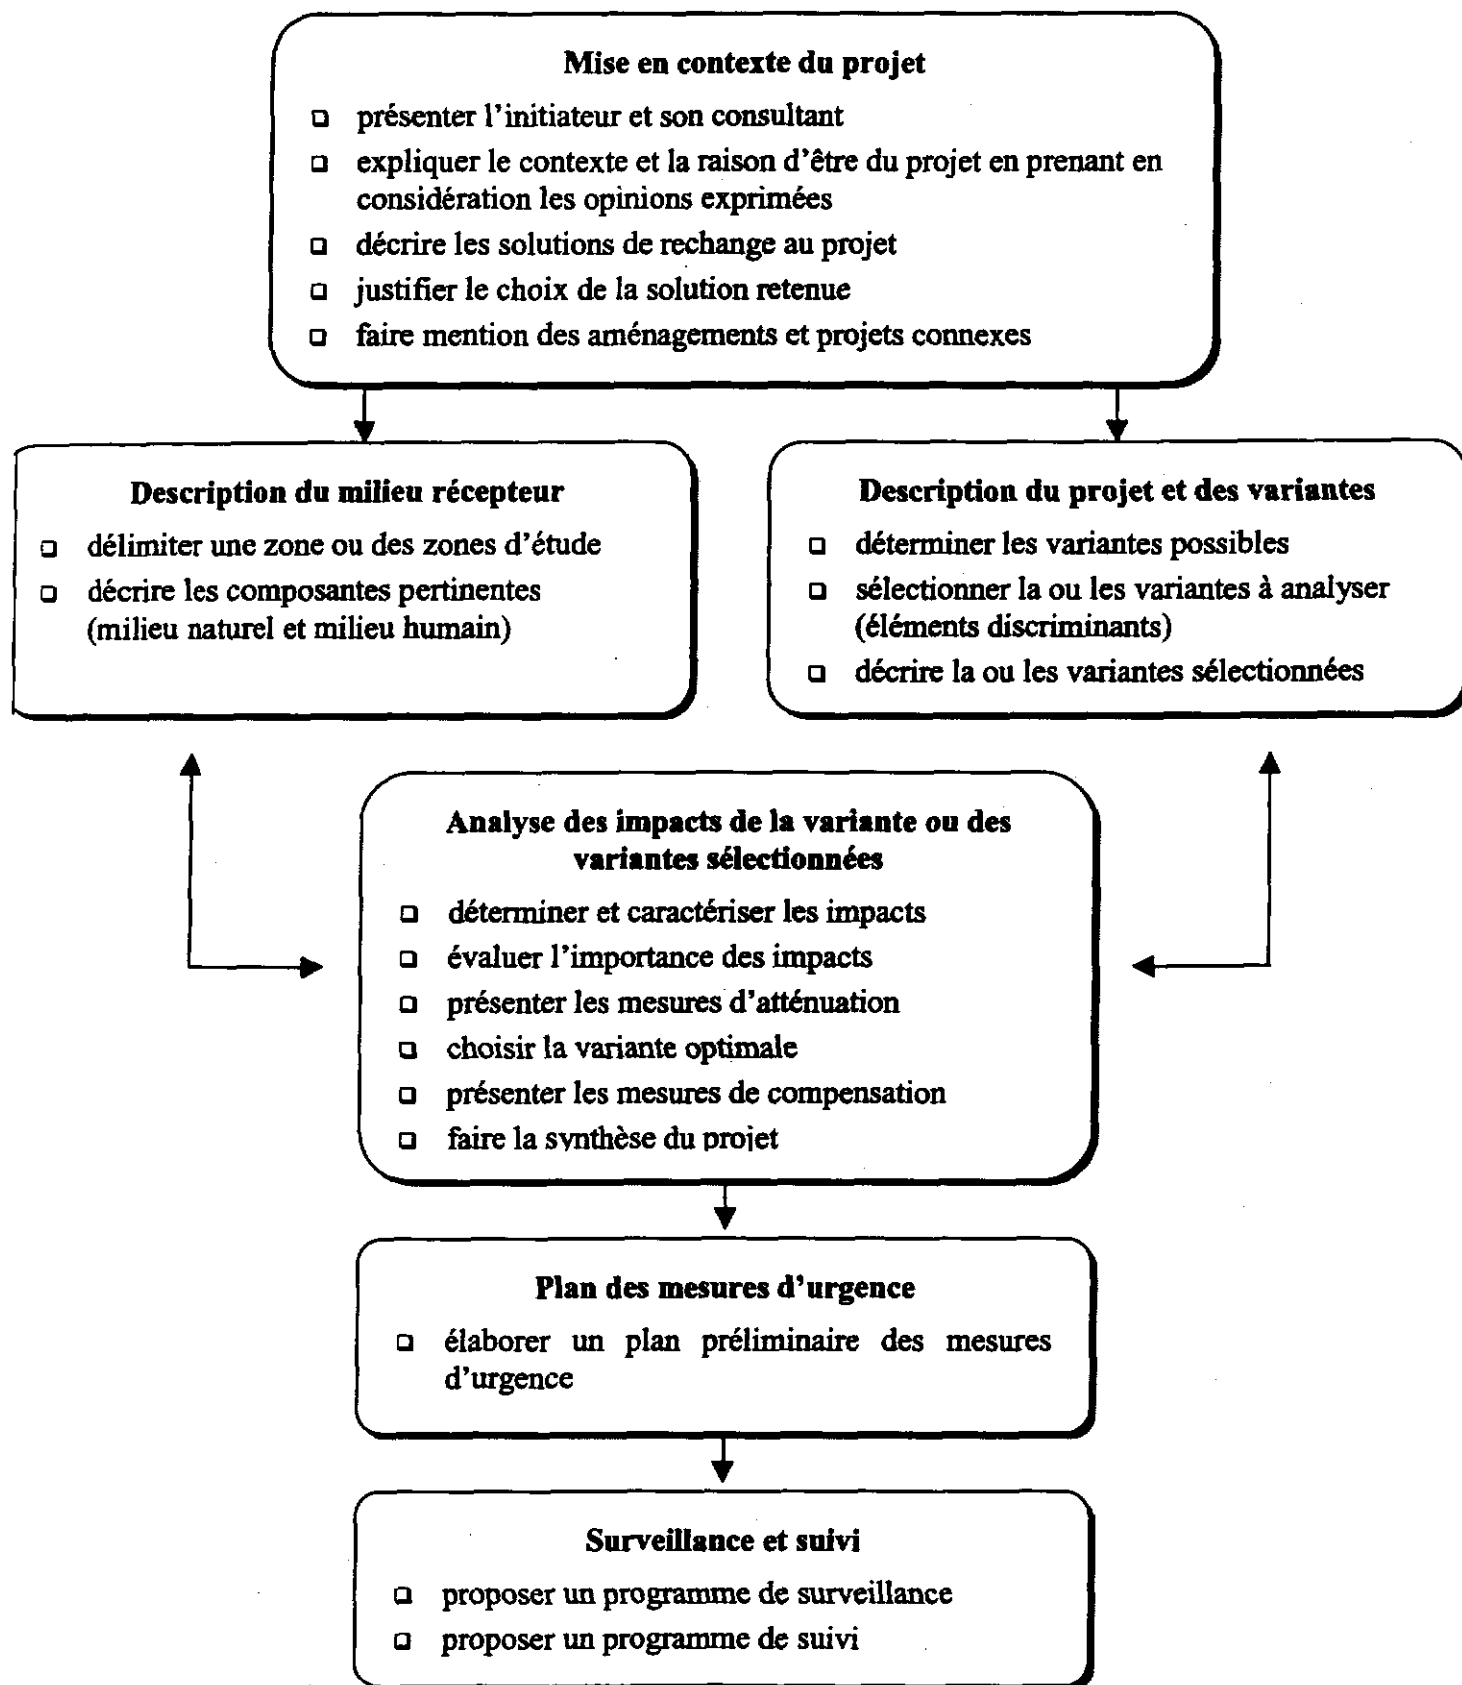 Mise en contexte du projet
❑ présenter l'initiateur et son consultant
❑ expliquer le contexte et la raison d'être du projet en prenant en
considération les opinions exprimées
❑ décrire les solutions de rechange au projet
❑ justifier le choix de la solution retenue
❑ faire mention des aménagements et projets connexes
Description du milieu récepteur
❑ délimiter une zone ou des zones d'étude
❑ décrire les composantes pertinentes
(milieu naturel et milieu humain)
Description du projet et des variantes
❑ déterminer les variantes possibles
❑ sélectionner la ou les variantes à analyser
(éléments discriminants)
❑ décrire la ou les variantes sélectionnées
Analyse des impacts de la variante ou des
variantes sélectionnées
❑ déterminer et caractériser les impacts
❑ évaluer l'importance des impacts
❑ présenter les mesures d'atténuation
❑ choisir la variante optimale
❑ présenter les mesures de compensation
❑ faire la synthèse du projet
Plan des mesures d'urgence
❑ élaborer un plan préliminaire des mesures
d'urgence
Surveillance et suivi
❑ proposer un programme de surveillance
❑ proposer un programme de suivi